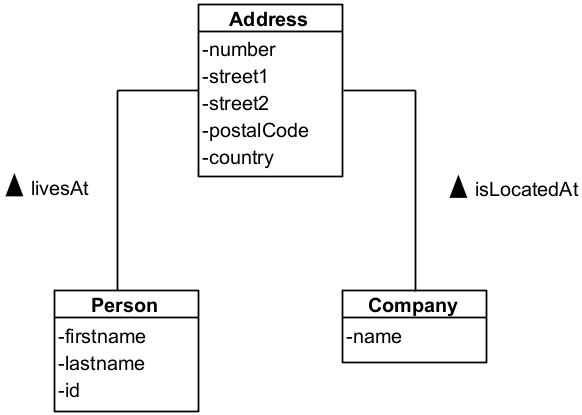 Address
-number
-street1
-street2
-postalCode
-country
livesAt
isLocatedAt
Person
-firstname
-lastname
-id
Company
-name